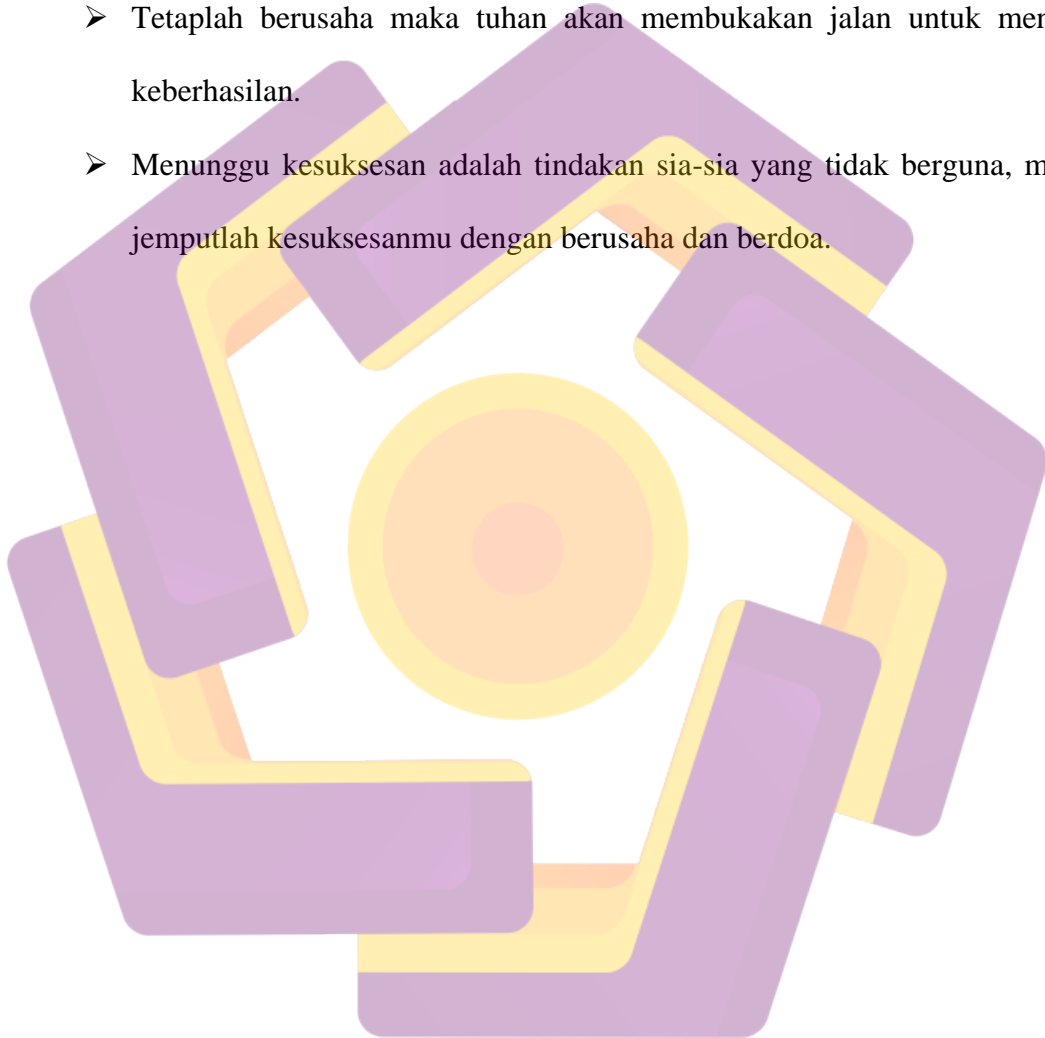 ➢ Tetaplah berusaha maka tuhan akan membukakan jalan untuk
keberhasilan.
➢ Menunggu kesuksesan adalah tindakan sia-sia yang tidak berguna,
jemputlah kesuksesanmu dengan berusaha dan berdoa.